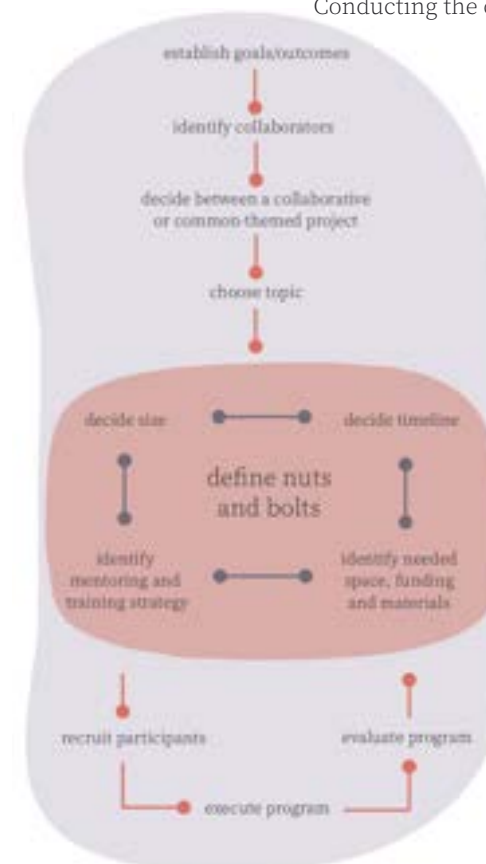 Conducting the
establish goals/outcomes
identify collaborators
decide between a collaborative
or common-themed project
choose topic
decide size
decide timeline
define nuts
and bolts
identify
mentoring and
training strategy
identify needed
space, funding
and materials
recruit participants
evaluate program
execute program